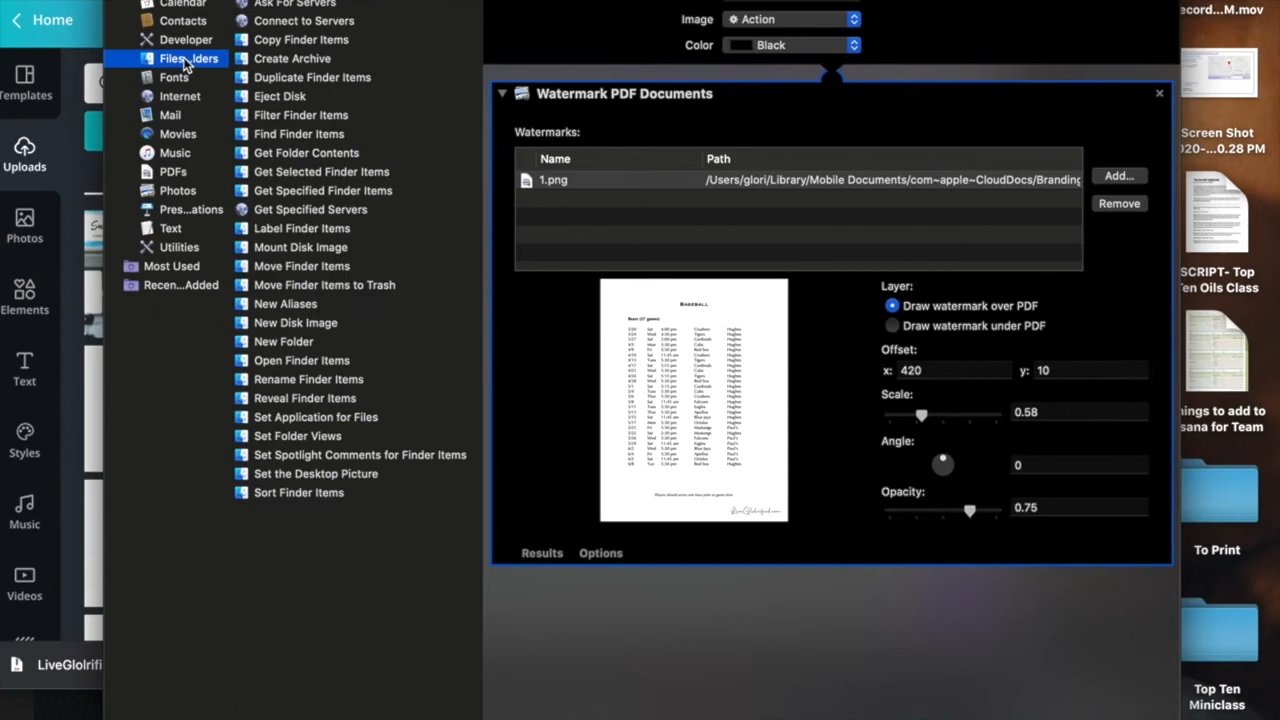 Home
Templates
Uploads
Photos
Elements
Text
Styles
Music
Videos
LiveGlolrifi
Calendar
Contacts
Developer
Files...lders
Fonts
Internet
Mail
Movies
Music
PDFs
Photos
Pres...ations
Text
Utilities
Most Used
Recen...Added
Ask For Servers
Connect to Servers
Copy Finder Items
Create Archive
Duplicate Finder Items
Eject Disk
Filter Finder Items
Find Finder Items
Get Folder Contents
Get Selected Finder Items
Get Specified Finder Items
Get Specified Servers
Label Finder Items
Mount Disk Image
Move Finder Items
Move Finder Items to Trash
New Aliases
New Disk Image
New Folder
Open Finder Items
Rename Finder Items
Reveal Finder Items
Set Application for Files
Set Folder Views
Set Spotlight Comments for Finder Items
Set the Desktop Picture
Sort Finder Items
Image Action
Color Black
Watermark PDF Documents
Watermarks:
Name Path
1.png /Users/glori/Library/Mobile Documents/com~apple~CloudDocs/Branding
Add...
Remove
BASEBALL
Layer:
Draw watermark over PDF
Draw watermark under PDF
Offset:
x: 420 y: 10
Scale:
0.58
Angle:
0
Opacity:
0.75
Results Options
ecord...M.mov
Screen Shot
020-...0.28 PM
SCRIPT- Top
Ten Oils Class
hings to add to
sana for Team
To Print
Top Ten
Miniclass